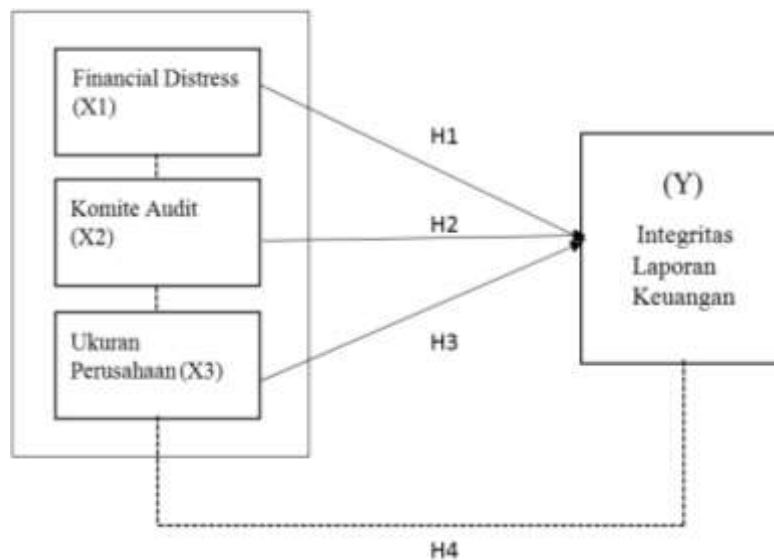 Financial Distress
(X1)
H1
Komite Audit
(X2)
H2
Ukuran
Perusahaan (X3)
H3
(Y)
Integritas
Laporan
Keuangan
H4